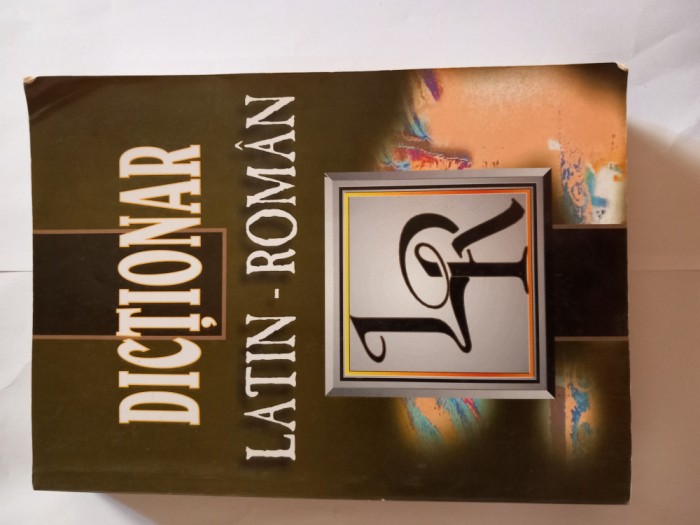 DICȚIONAR
LATIN - ROMÂN
LR